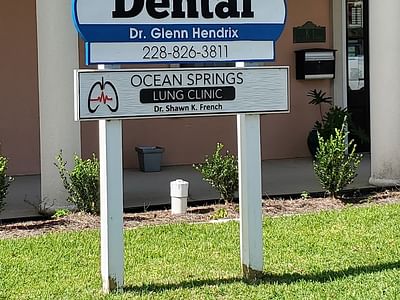 Dental
Dr. Glenn Hendrix
228-826-3811
OCEAN SPRINGS
LUNG CLINIC
Dr. Shawn K. French